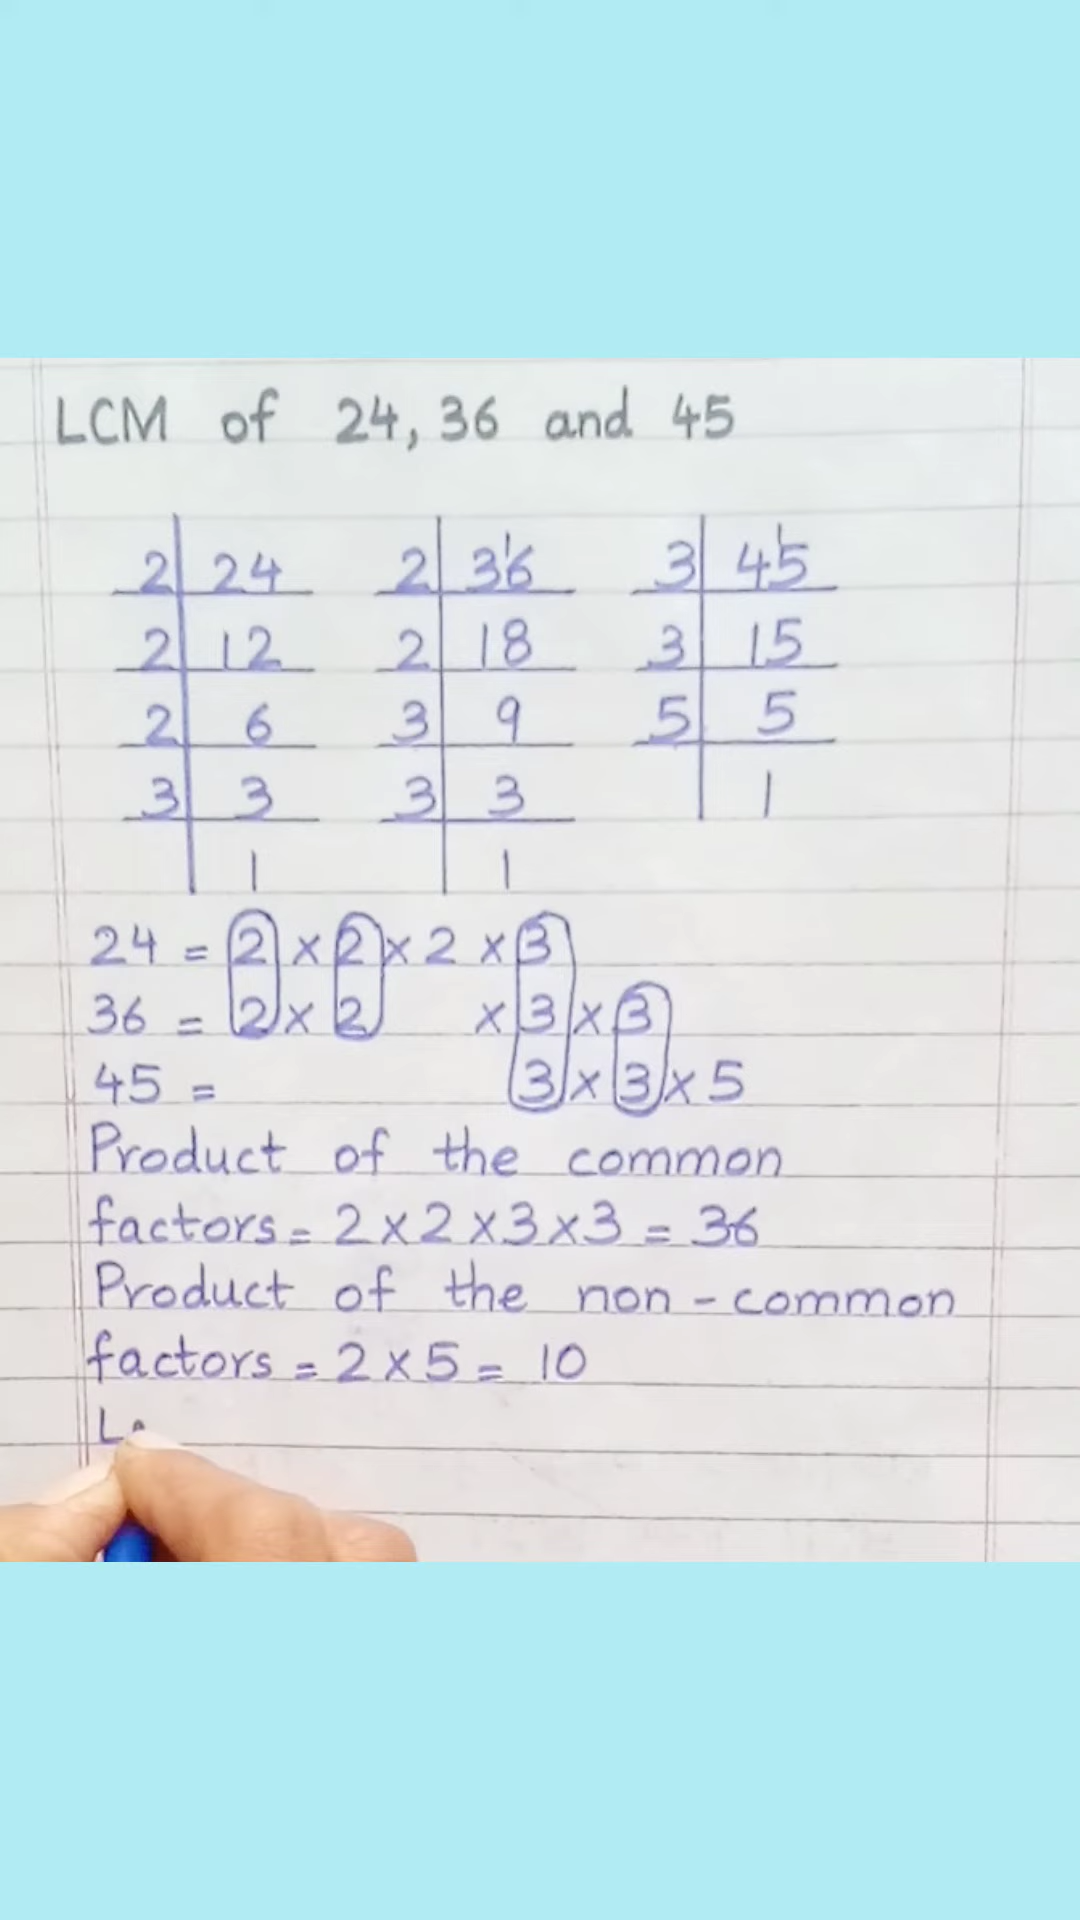 LCM of 24, 36 and 45
2 24 2 36 3 45
2 12 2 18 3 15
2 6 3 9 5 5
3 3 3 3 1
1 1
24 = 2 × 2 × 2 × 3
36 = 2 × 2 × 3 × 3
45 = 3 × 3 × 5
Product of the common
factors = 2 × 2 × 3 × 3 = 36
Product of the non-common
factors = 2 × 5 = 10
L